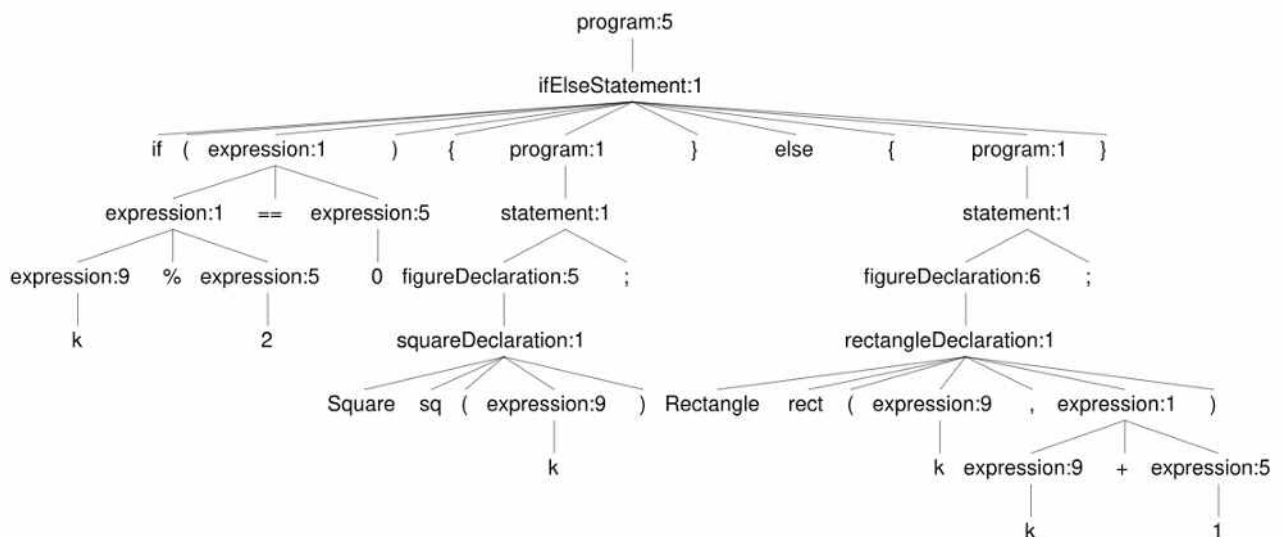 program:5
ifElseStatement:1
if ( expression:1 ) { program:1 } else { program:1 }
expression:1 == expression:5 statement:1 statement:1
expression:9 % expression:5 0 figureDeclaration:5 ; figureDeclaration:6 ;
k 2 squareDeclaration:1 rectangleDeclaration:1
Square sq ( expression:9 ) Rectangle rect ( expression:9 , expression:1 )
k k expression:9 + expression:5
k 1